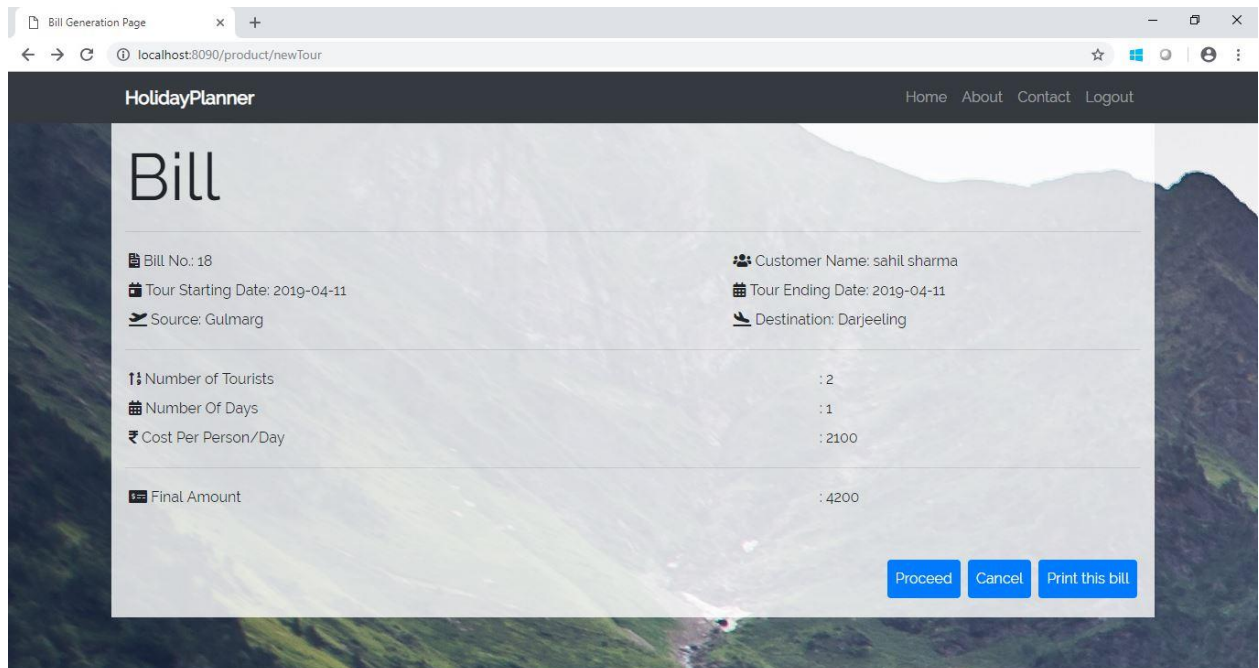 Bill Generation Page
localhost:8090/product/newTour
HolidayPlanner Home About Contact Logout
Bill
Bill No.: 18 Customer Name: sahil sharma
Tour Starting Date: 2019-04-11 Tour Ending Date: 2019-04-11
Source: Gulmarg Destination: Darjeeling
Number of Tourists : 2
Number Of Days : 1
₹ Cost Per Person/Day : 2100
Final Amount : 4200
Proceed Cancel Print this bill